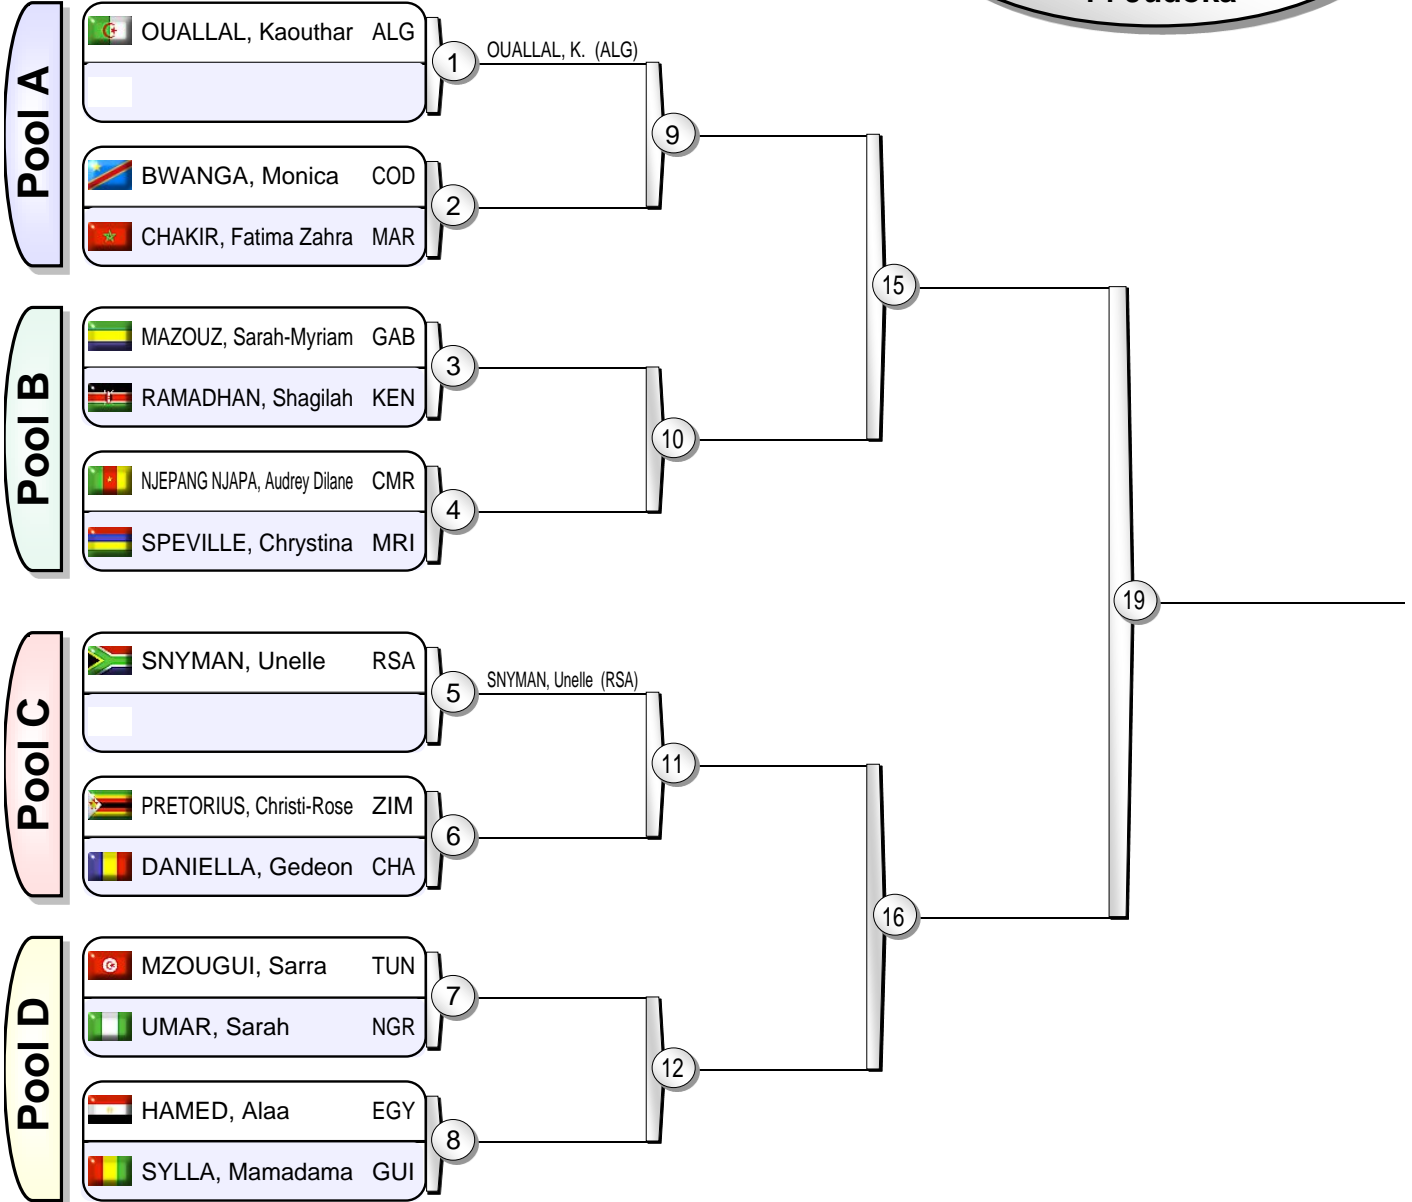 Pool A
OUALLAL, Kaouthar ALG
1
OUALLAL, K. (ALG)
BWANGA, Monica COD
2
CHAKIR, Fatima Zahra MAR
9
Pool B
MAZOUZ, Sarah-Myriam GAB
3
RAMADHAN, Shagilah KEN
NJEPANG NJAPA, Audrey Dilane CMR
4
SPEVILLE, Chrystina MRI
10
15
Pool C
SNYMAN, Unelle RSA
5
SNYMAN, Unelle (RSA)
PRETORIUS, Christi-Rose ZIM
6
DANIELLA, Gedeon CHA
11
Pool D
MZOUGUI, Sarra TUN
7
UMAR, Sarah NGR
HAMED, Alaa EGY
8
SYLLA, Mamadama GUI
12
16
19